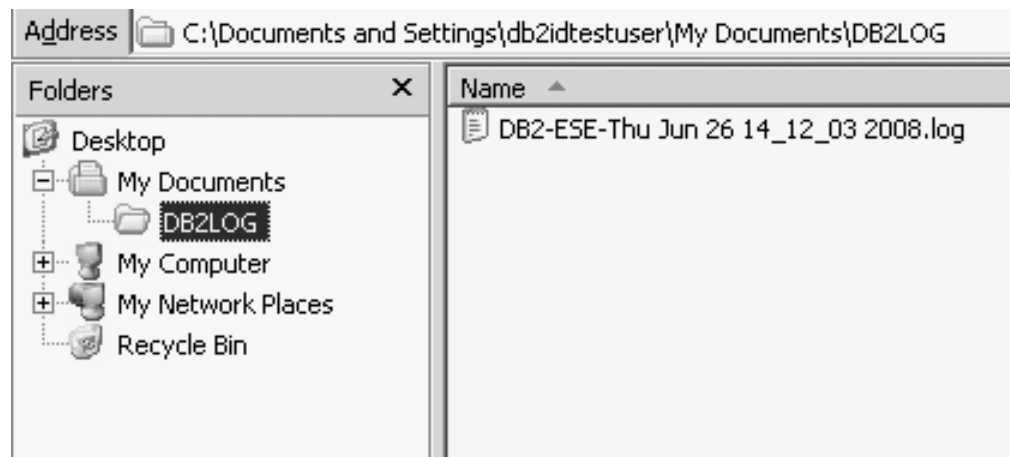 Address C:\Documents and Settings\db2idtestuser\My Documents\DB2LOG
Folders
Name
Desktop
My Documents
DB2LOG
My Computer
My Network Places
Recycle Bin
DB2-ESE-Thu Jun 26 14_12_03 2008.log